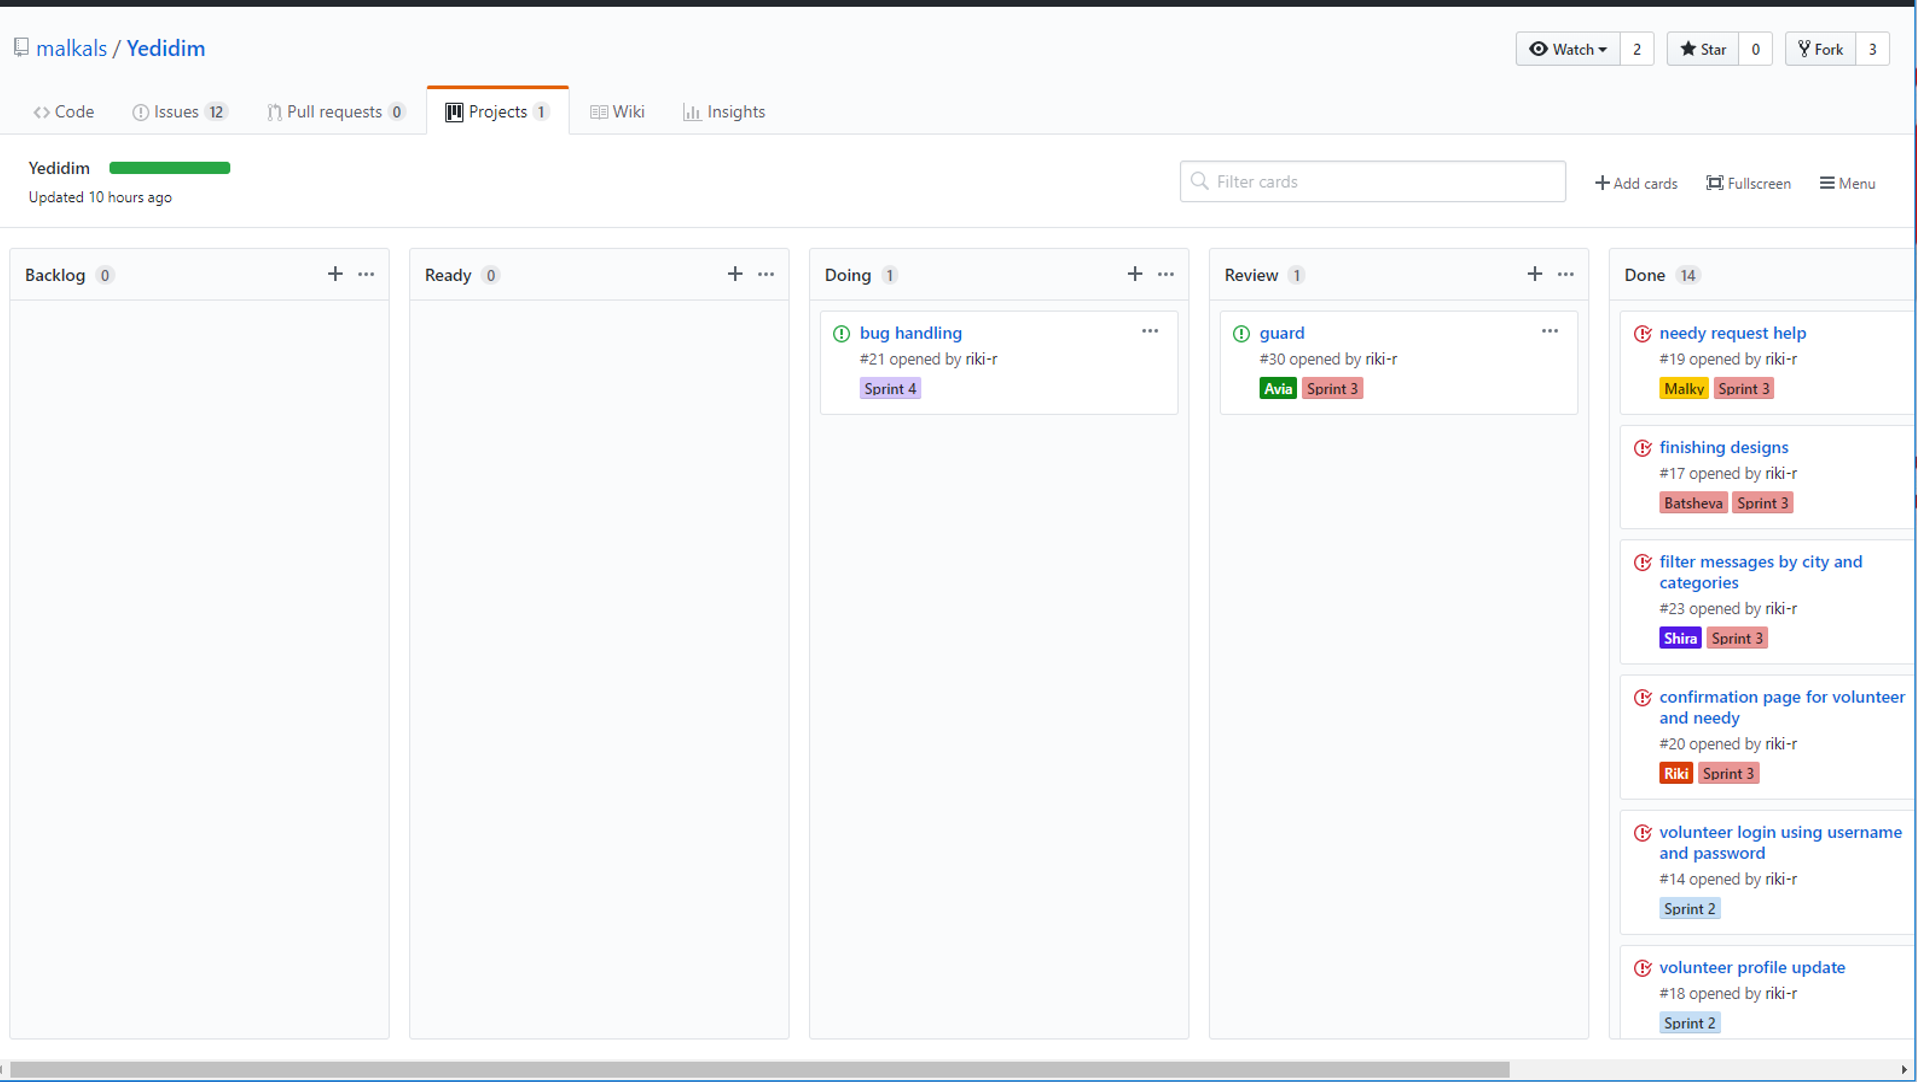 malkals / Yedidim
Watch 2 Star 0 Fork 3
Code Issues 12 Pull requests 0 Projects 1 Wiki Insights
Yedidim
Updated 10 hours ago
Filter cards
Add cards Fullscreen Menu
Backlog 0
Ready 0
Doing 1
bug handling
#21 opened by riki-r
Sprint 4
Review 1
guard
#30 opened by riki-r
Avia Sprint 3
Done 14
needy request help
#19 opened by riki-r
Malky Sprint 3
finishing designs
#17 opened by riki-r
Batsheva Sprint 3
filter messages by city and
categories
#23 opened by riki-r
Shira Sprint 3
confirmation page for volunteer
and needy
#20 opened by riki-r
Riki Sprint 3
volunteer login using username
and password
#14 opened by riki-r
Sprint 2
volunteer profile update
#18 opened by riki-r
Sprint 2